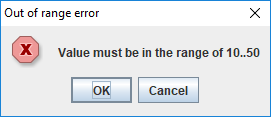 Out of range error
Value must be in the range of 10..50
OK
Cancel